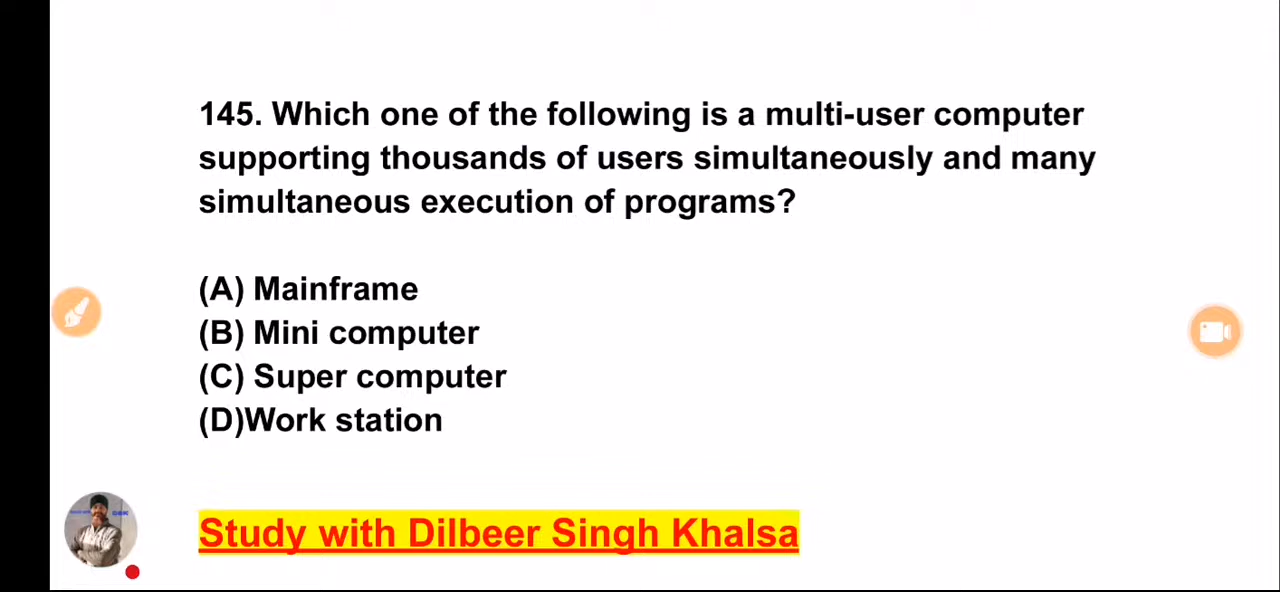 145. Which one of the following is a multi-user computer
supporting thousands of users simultaneously and many
simultaneous execution of programs?
(A) Mainframe
(B) Mini computer
(C) Super computer
(D)Work station
Study with Dilbeer Singh Khalsa